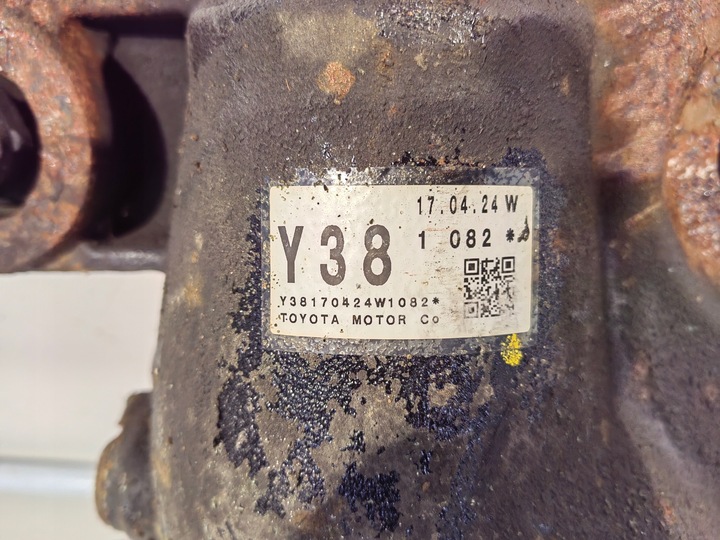 17.04.24 W
Y38 1 082 *
Y38170424W1082*
TOYOTA MOTOR Co